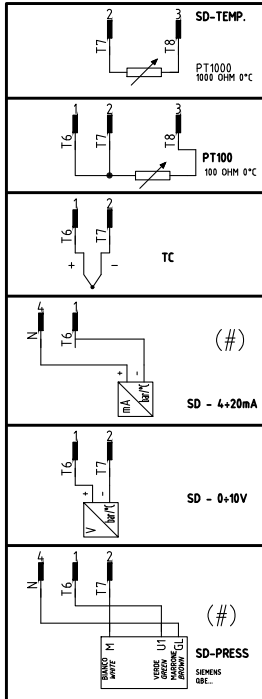 2
3
SD-TEMP.
T7
T8
PT1000
1000 OHM 0°C
1
2
3
T6
T7
T8
PT100
100 OHM 0°C
1
2
T6
T7
+
-
TC
4
1
N
T6
(#)
+
-
mA
bar/°C
SD - 4÷20mA
1
2
T6
T7
+
-
V
bar/°C
SD - 0÷10V
4
1
2
N
T6
T7
(#)
BIANCO
WHITE
M
VERDE
GREEN
U1
MARRONE
BROWN
GL
SD-PRESS
SIEMENS
QBE...